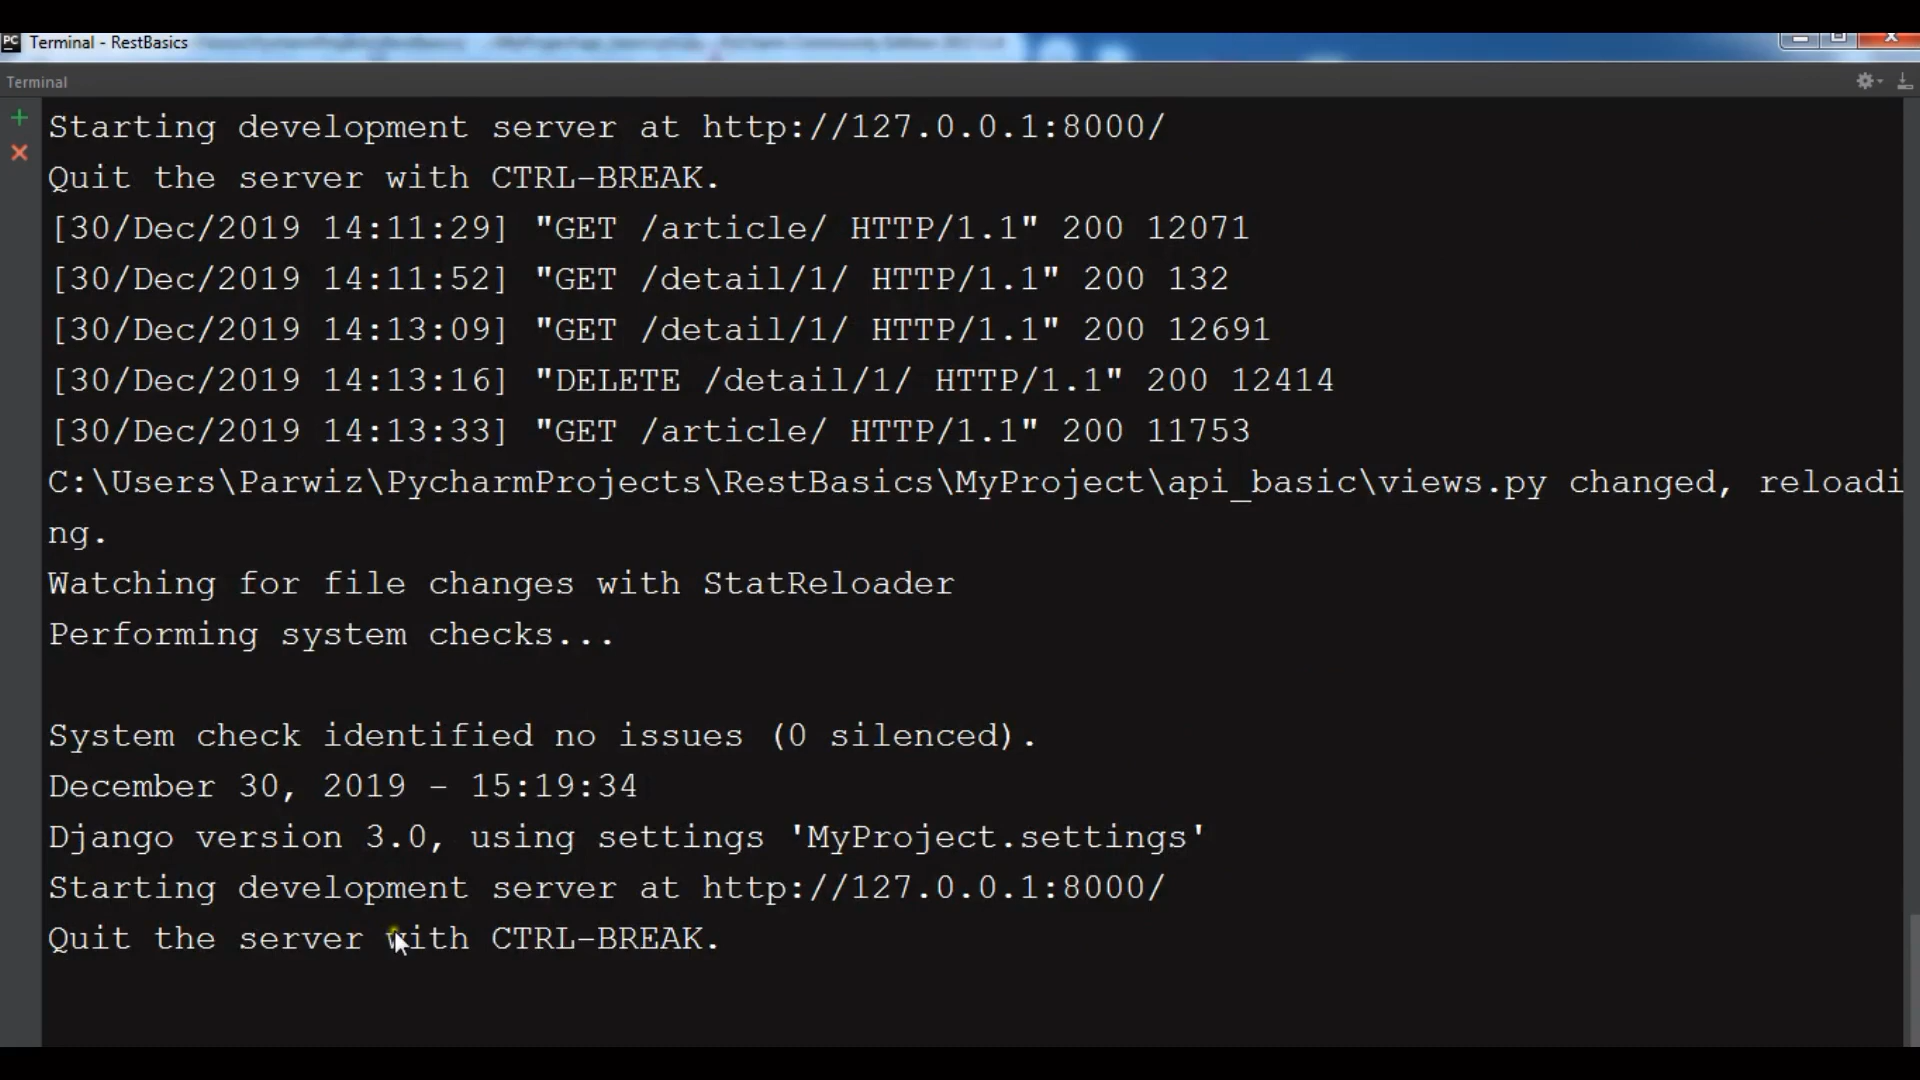 PC Terminal - RestBasics
Terminal
Starting development server at http://127.0.0.1:8000/
Quit the server with CTRL-BREAK.
[30/Dec/2019 14:11:29] "GET /article/ HTTP/1.1" 200 12071
[30/Dec/2019 14:11:52] "GET /detail/1/ HTTP/1.1" 200 132
[30/Dec/2019 14:13:09] "GET /detail/1/ HTTP/1.1" 200 12691
[30/Dec/2019 14:13:16] "DELETE /detail/1/ HTTP/1.1" 200 12414
[30/Dec/2019 14:13:33] "GET /article/ HTTP/1.1" 200 11753
C:\Users\Parwiz\PycharmProjects\RestBasics\MyProject\api_basic\views.py changed, reloadi
ng.
Watching for file changes with StatReloader
Performing system checks...
System check identified no issues (0 silenced).
December 30, 2019 - 15:19:34
Django version 3.0, using settings 'MyProject.settings'
Starting development server at http://127.0.0.1:8000/
Quit the server with CTRL-BREAK.